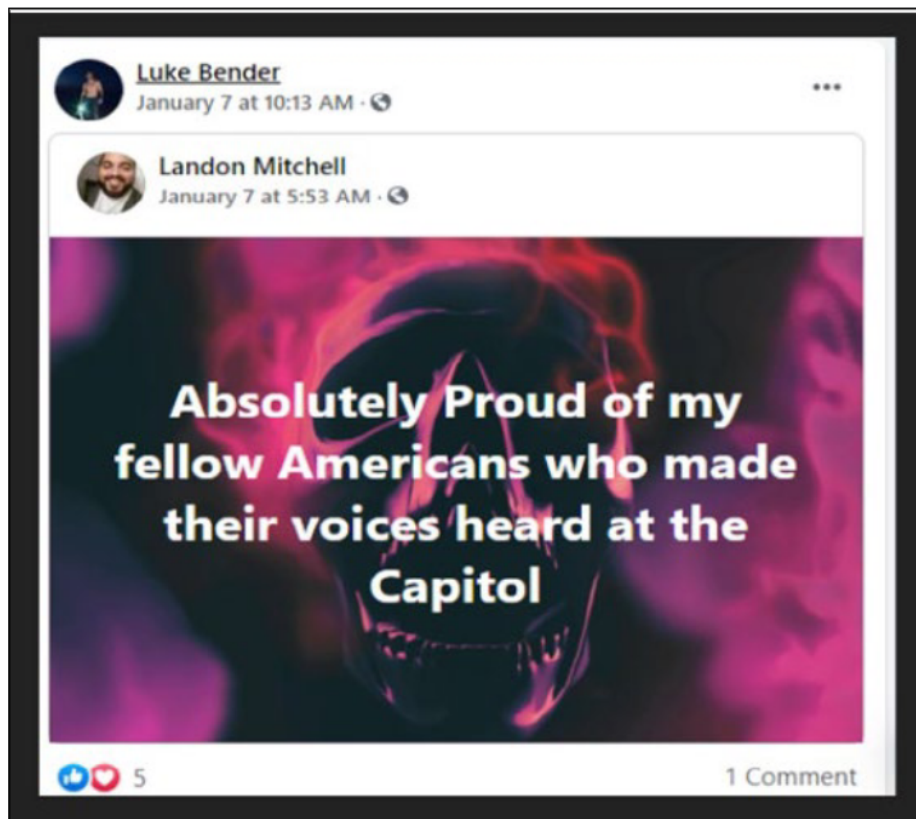 Luke Bender
January 7 at 10:13 AM ·
Landon Mitchell
January 7 at 5:53 AM ·
Absolutely Proud of my
fellow Americans who made
their voices heard at the
Capitol
5
1 Comment